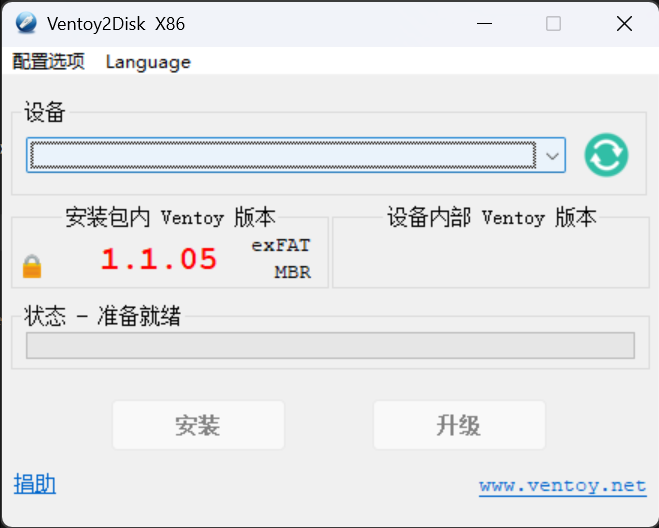 Ventoy2Disk X86
配置选项 Language
设备
安装包内 Ventoy 版本
设备内部 Ventoy 版本
1.1.05
exFAT
MBR
状态 - 准备就绪
安装
升级
捐助
www.ventoy.net